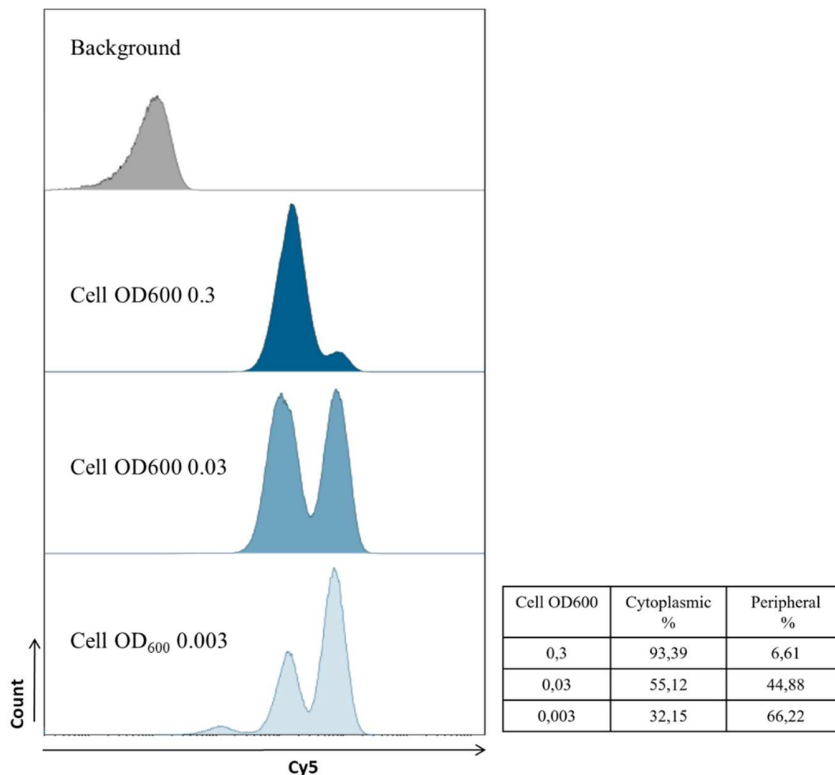 Background
Cell OD600 0.3
Cell OD600 0.03
Cell OD₆₀₀ 0.003
Count
Cy5
Cell OD600 Cytoplasmic % Peripheral %
0,3 93,39 6,61
0,03 55,12 44,88
0,003 32,15 66,22